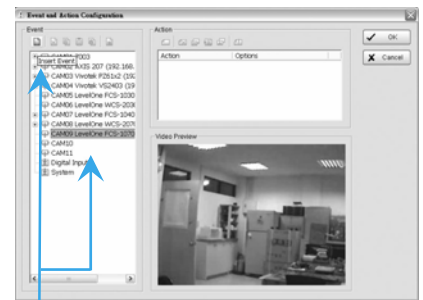 Event and Action Configuration
Event
Action
OK
Cancel
Insert Event
Action Options
CAM02 AXIS 207 (192.168.
CAM03 Vivotek PZ61x2 (192
CAM04 Vivotek VS2403 (19
CAM05 LevelOne FCS-1030
CAM06 LevelOne WCS-203
CAM07 LevelOne FCS-1040
CAM08 LevelOne WCS-207
CAM09 LevelOne FCS-1070
CAM10
CAM11
Digital Input
System
Video Preview